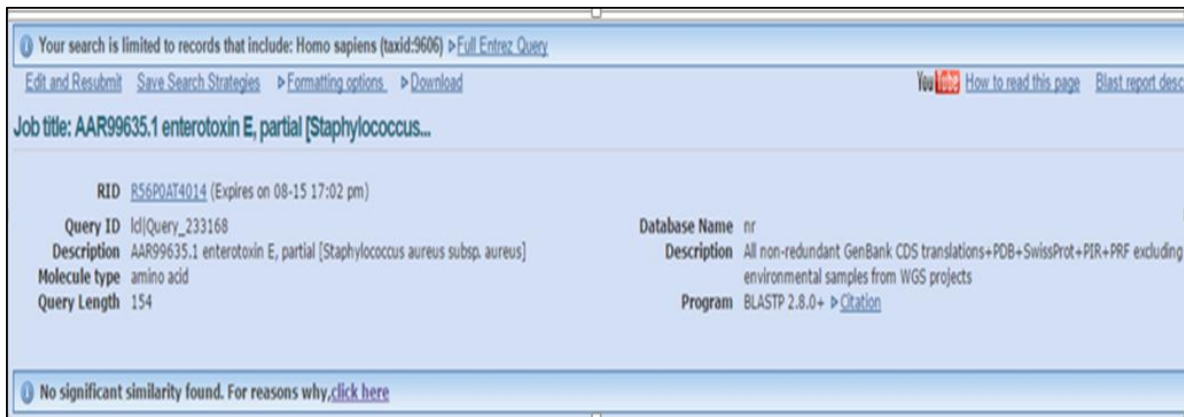 Your search is limited to records that include: Homo sapiens (taxid:9606) Full Entrez Query
Edit and Resubmit Save Search Strategies Formatting options Download You Tube How to read this page Blast report desc
Job title: AAR99635.1 enterotoxin E, partial [Staphylococcus...
RID R56P0AT4014 (Expires on 08-15 17:02 pm)
Query ID lcl|Query_233168
Description AAR99635.1 enterotoxin E, partial [Staphylococcus aureus subsp. aureus]
Molecule type amino acid
Query Length 154
Database Name nr
Description All non-redundant GenBank CDS translations+PDB+SwissProt+PIR+PRF excluding
environmental samples from WGS projects
Program BLASTP 2.8.0+ Citation
No significant similarity found. For reasons why,click here